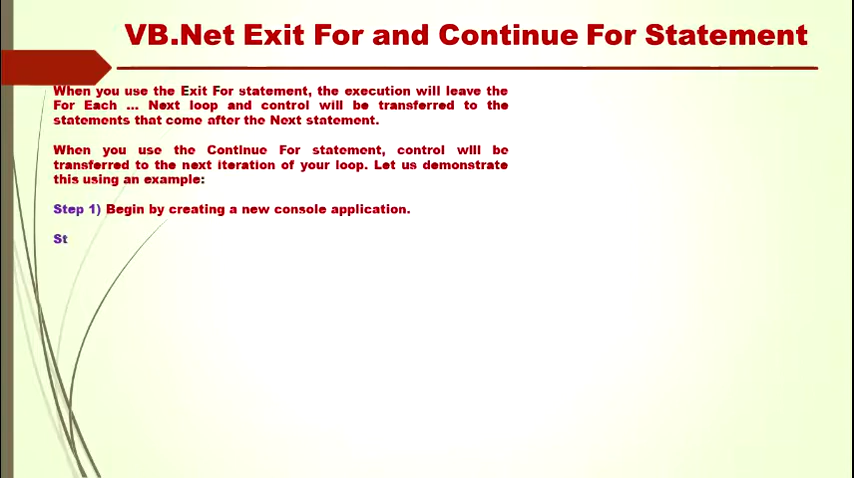 VB.Net Exit For and Continue For Statement
When you use the Exit For statement, the execution will leave the
For Each ... Next loop and control will be transferred to the
statements that come after the Next statement.
When you use the Continue For statement, control will be
transferred to the next iteration of your loop. Let us demonstrate
this using an example:
Step 1) Begin by creating a new console application.
St